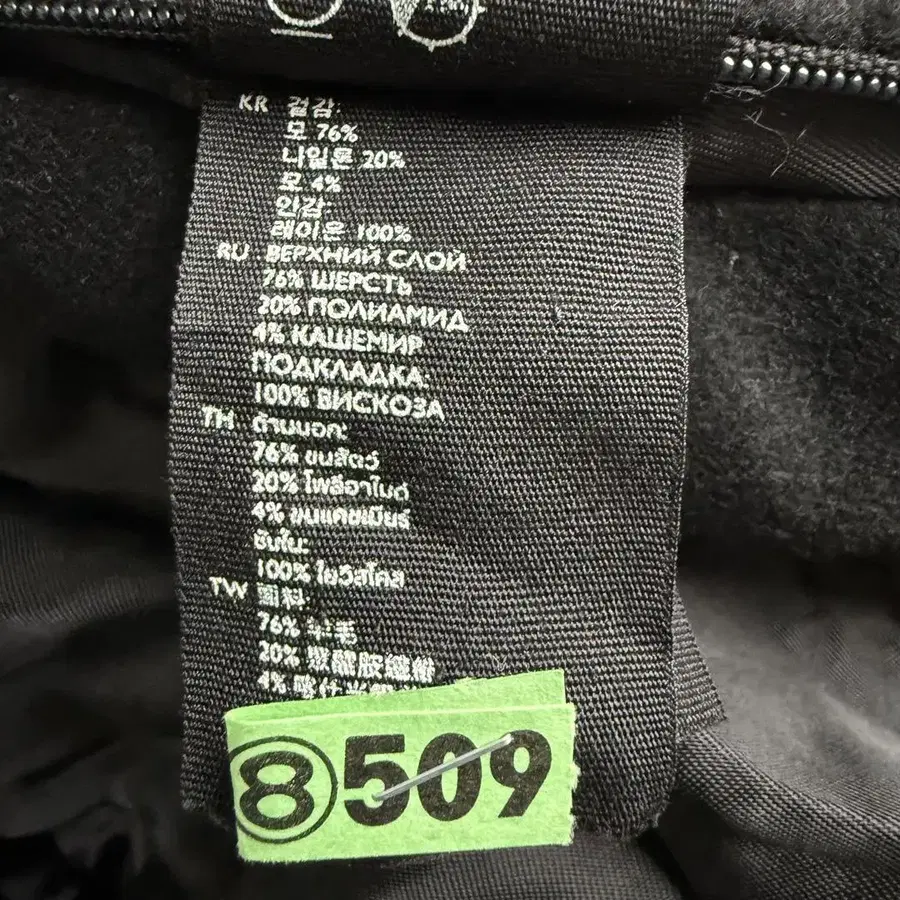 KR 겉감:
모 76%
나일론 20%
모 4%
안감:
레이온 100%
RU ВЕРХНИЙ СЛОЙ
76% ШЕРСТЬ
20% ПОЛИАМИД
4% КАШЕМИР
ПОДКЛАДКА
100% ВИСКОЗА
TH ด้านนอก:
76% ขนสัตว์
20% โพลีอาไมด์
4% ขนแคชเมียร์
ซับใน:
100% ใยวิสโคส
TW 面料:
76% 羊毛
20% 聚醯胺纖維
4%
⑧509